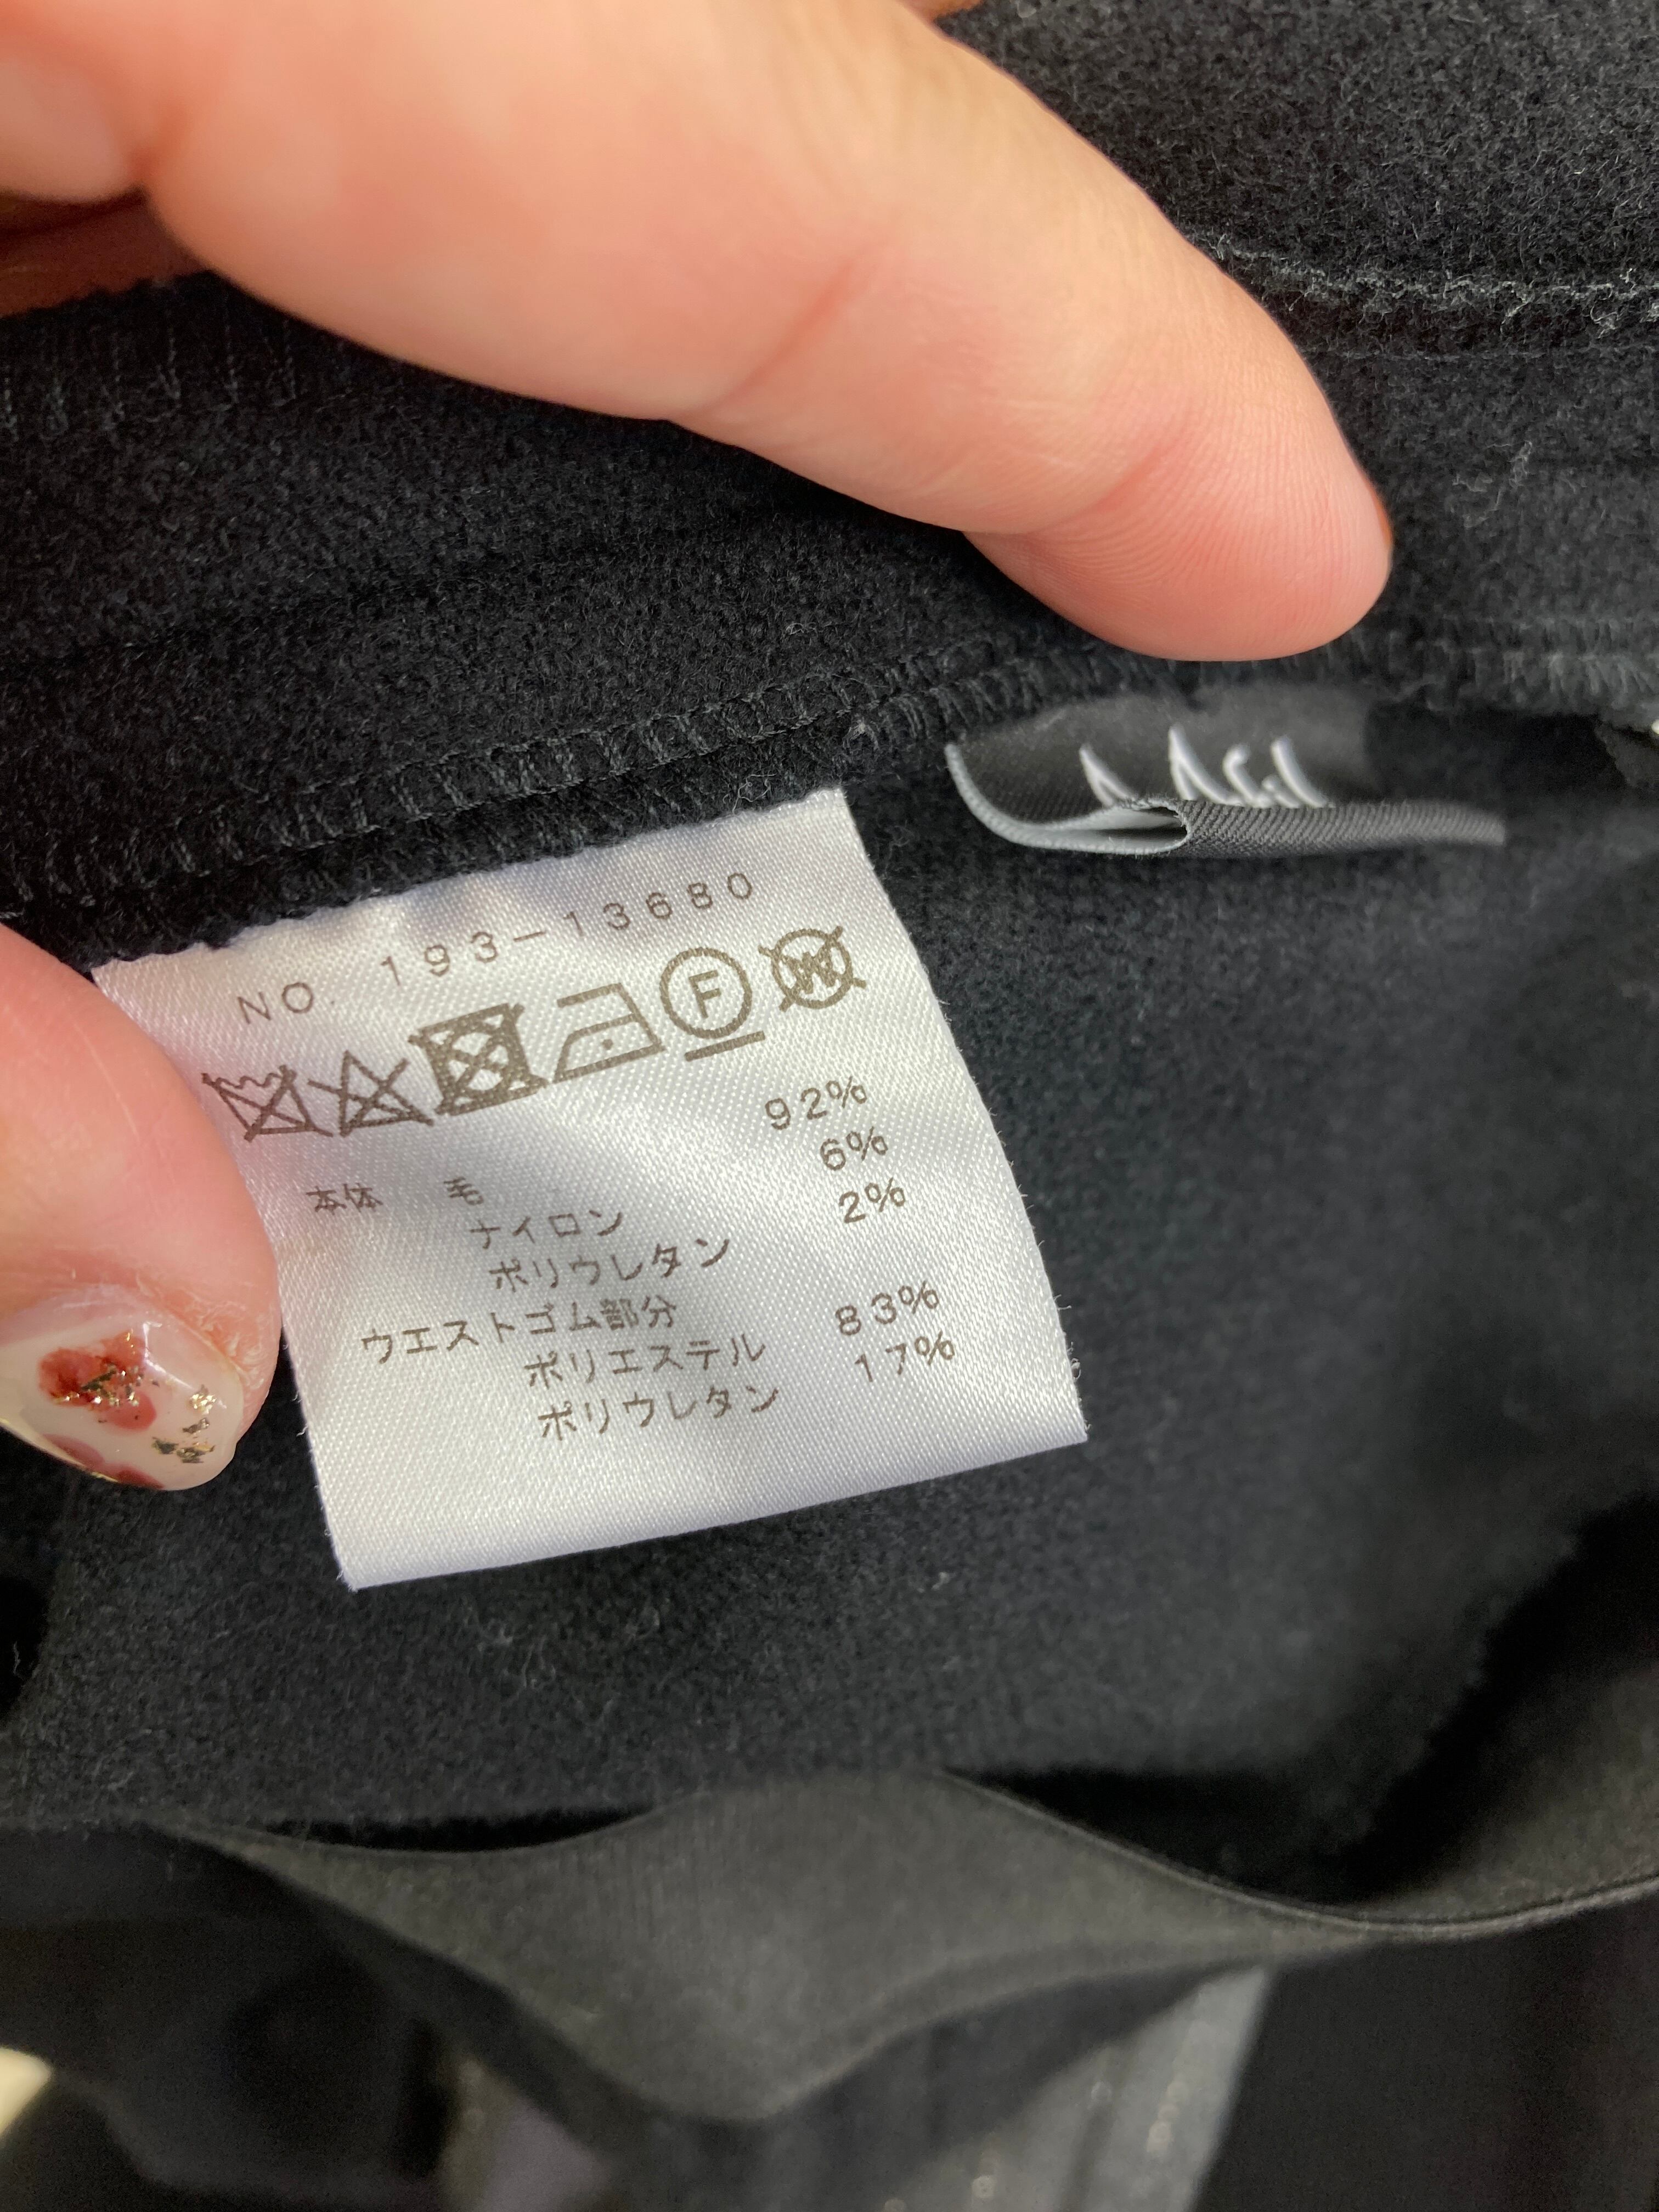 NO. 193-13680
F W
本体 毛 92%
ナイロン 6%
ポリウレタン 2%
ウエストゴム部分
ポリエステル 83%
ポリウレタン 17%